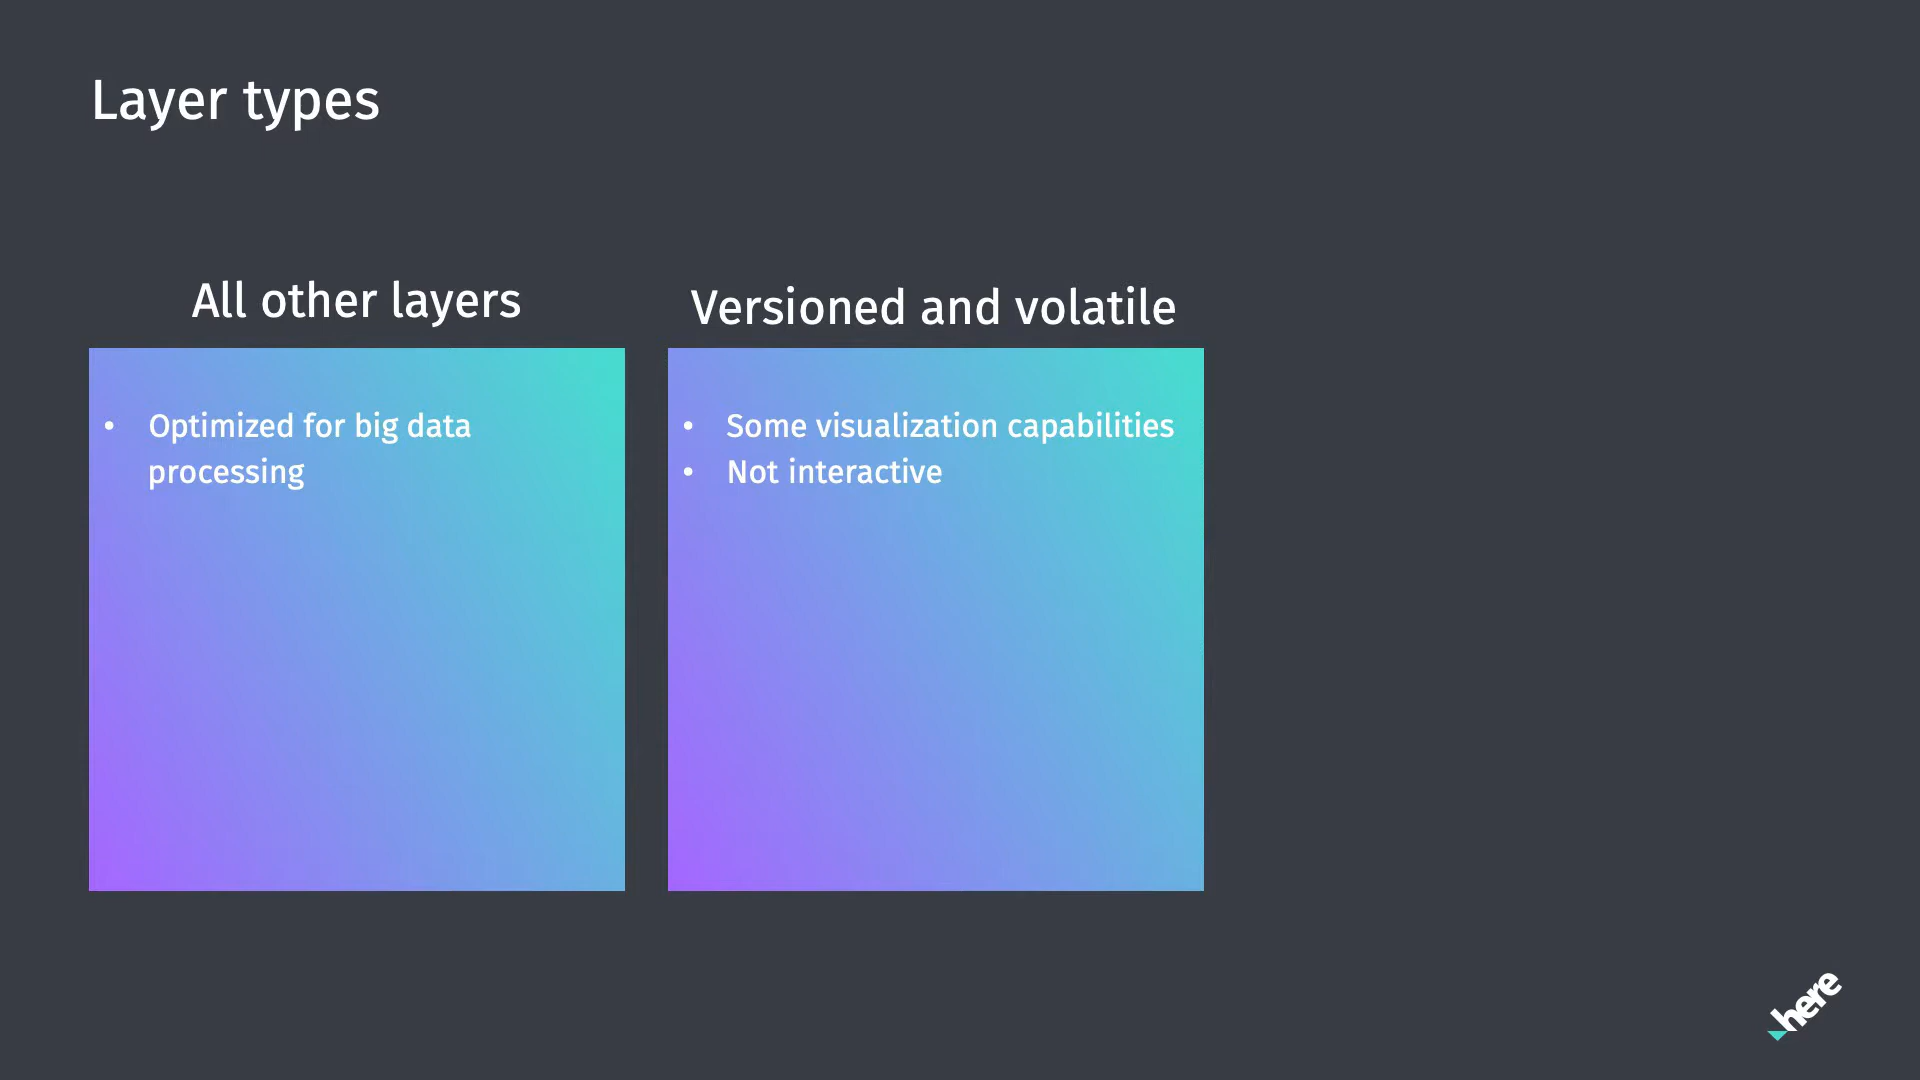 Layer types
All other layers
• Optimized for big data
processing
Versioned and volatile
• Some visualization capabilities
• Not interactive
here